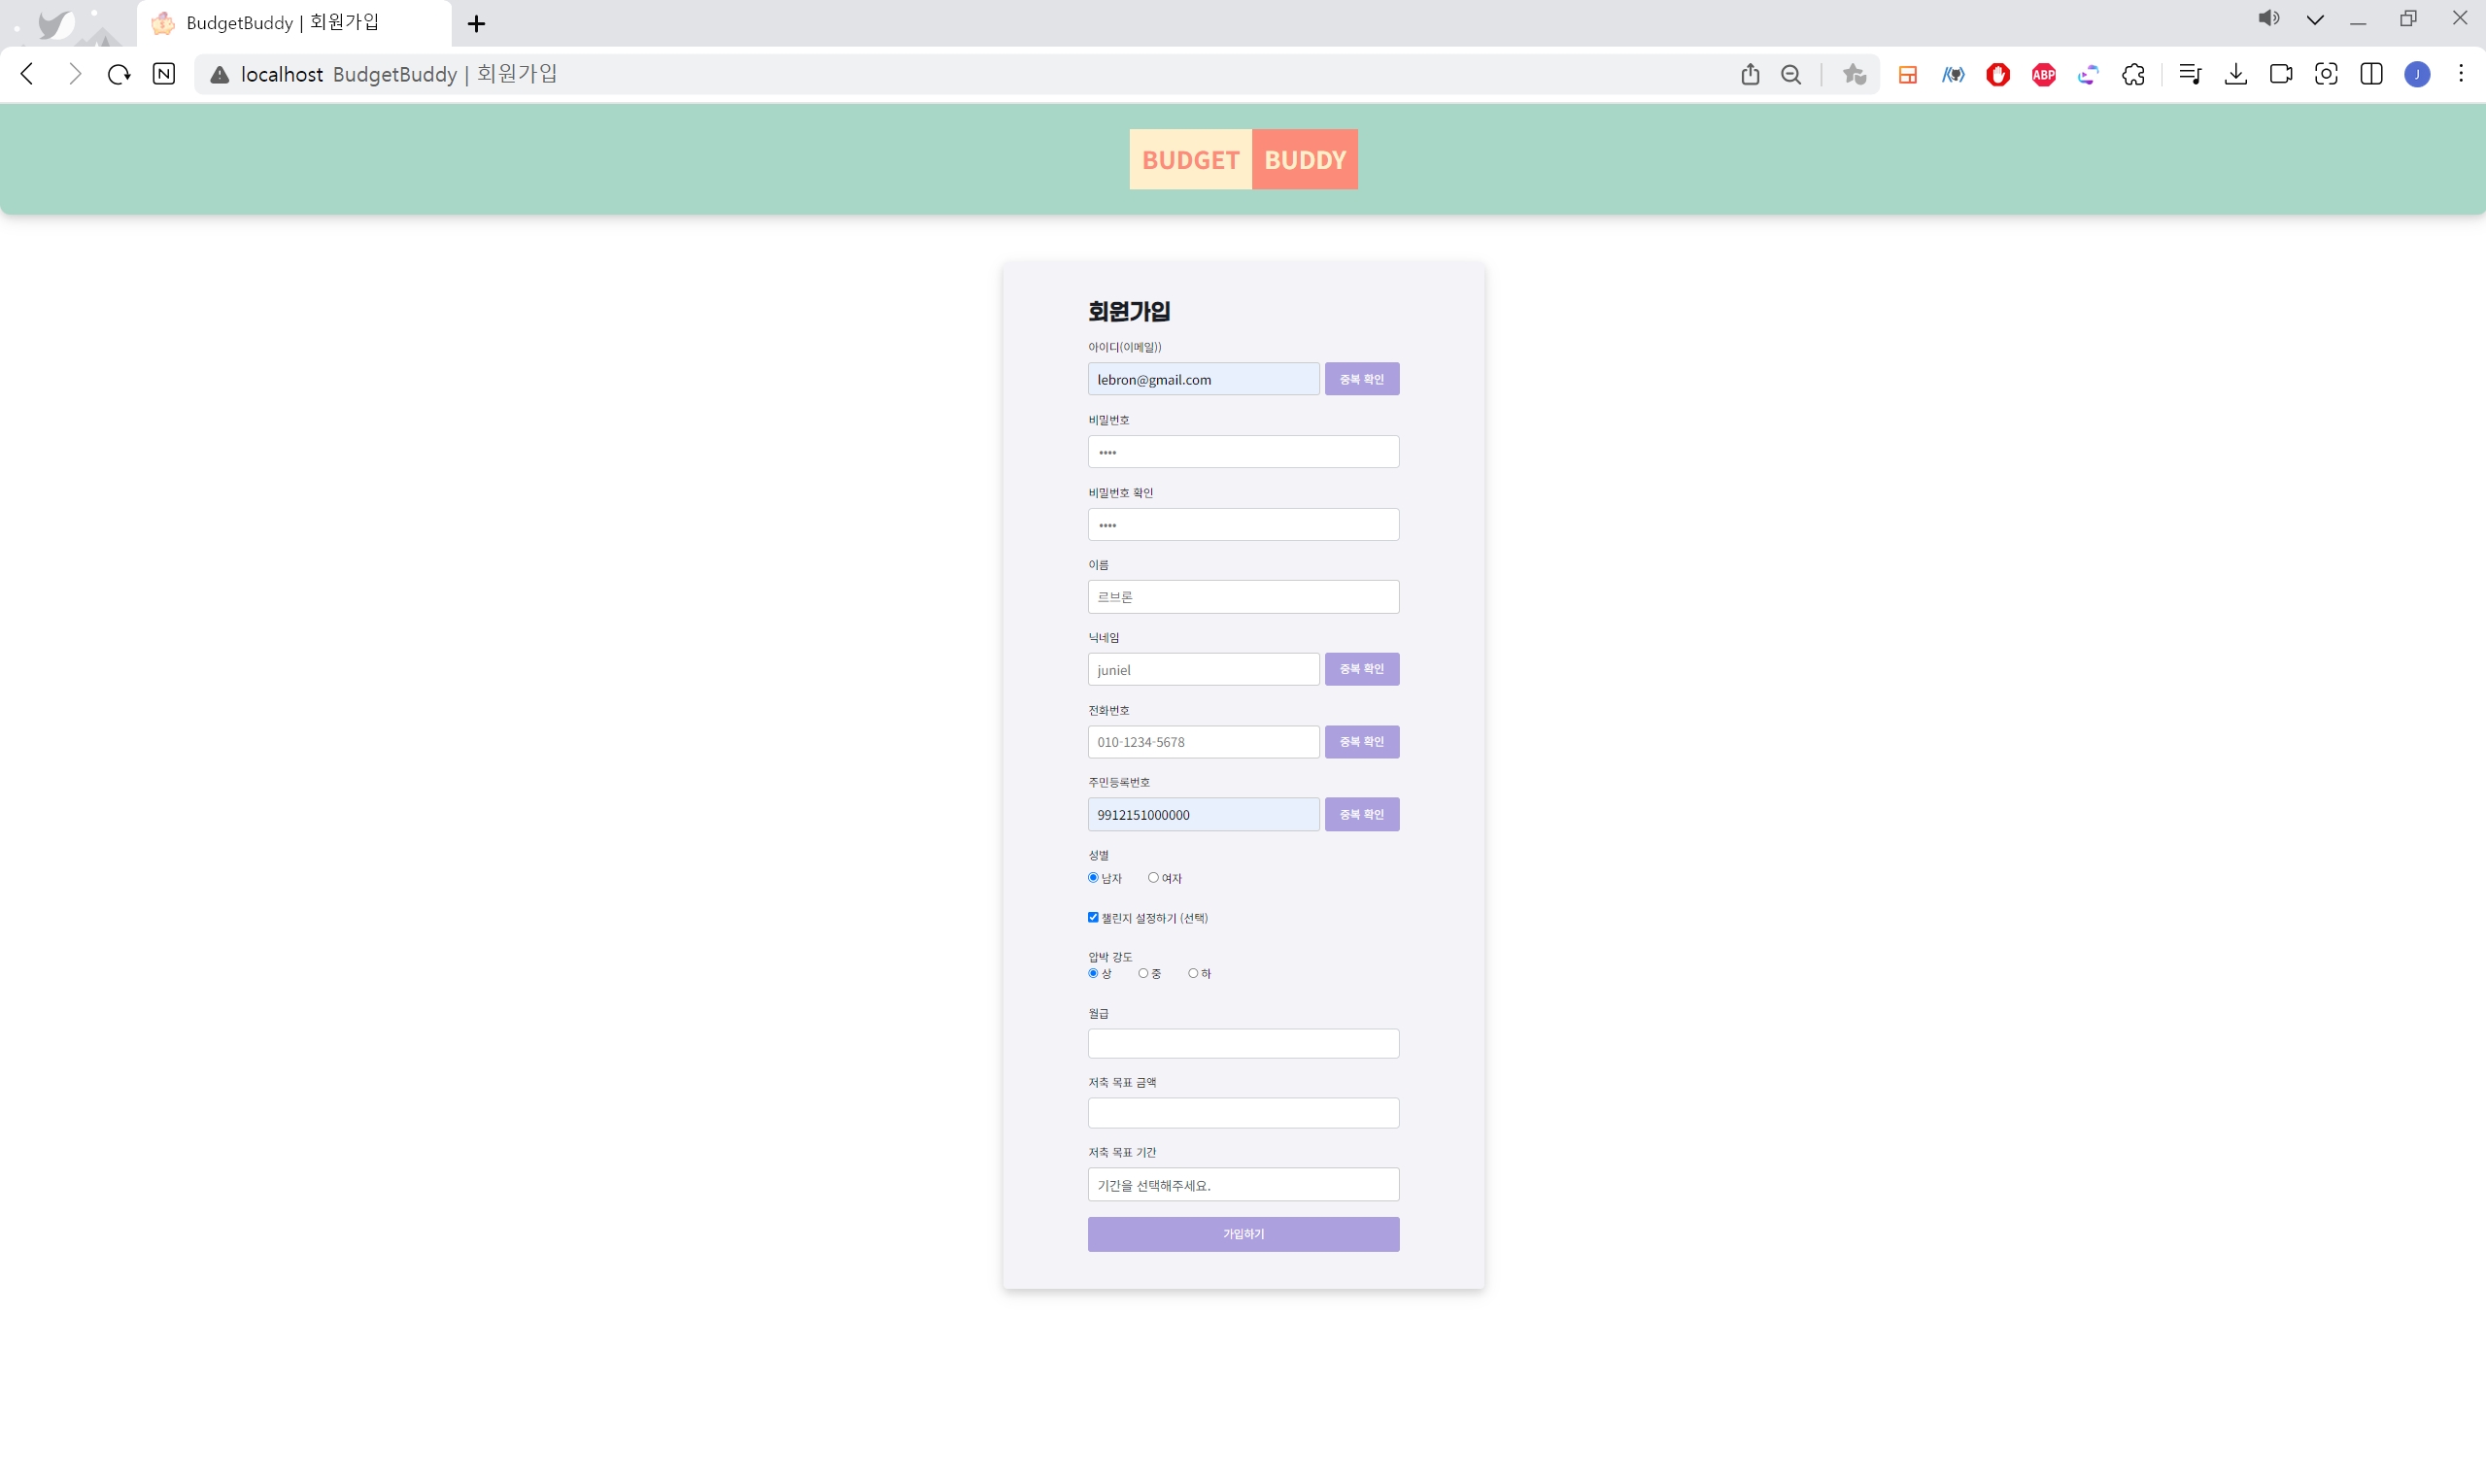 BudgetBuddy | 회원가입
localhost BudgetBuddy | 회원가입
ABP
J
BUDGET BUDDY
회원가입
아이디(이메일))
lebron@gmail.com 중복 확인
비밀번호
••••
비밀번호 확인
••••
이름
르브론
닉네임
juniel 중복 확인
전화번호
010-1234-5678 중복 확인
주민등록번호
9912151000000 중복 확인
성별
남자 여자
챌린지 설정하기 (선택)
압박 강도
상 중 하
월급
저축 목표 금액
저축 목표 기간
기간을 선택해주세요.
가입하기